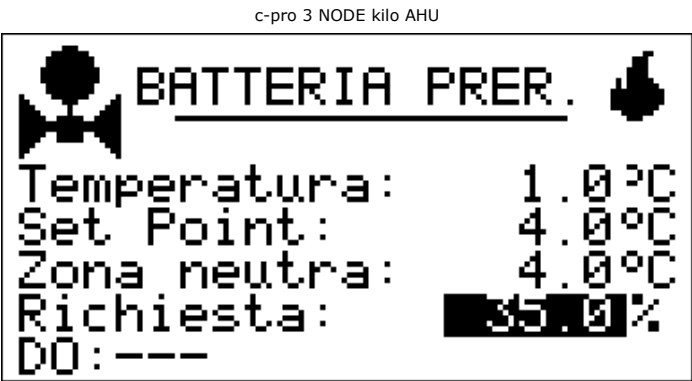 c-pro 3 NODE kilo AHU
BATTERIA PRER.
Temperatura: 1.0°C
Set Point: 4.0°C
Zona neutra: 4.0°C
Richiesta: %
DO:---